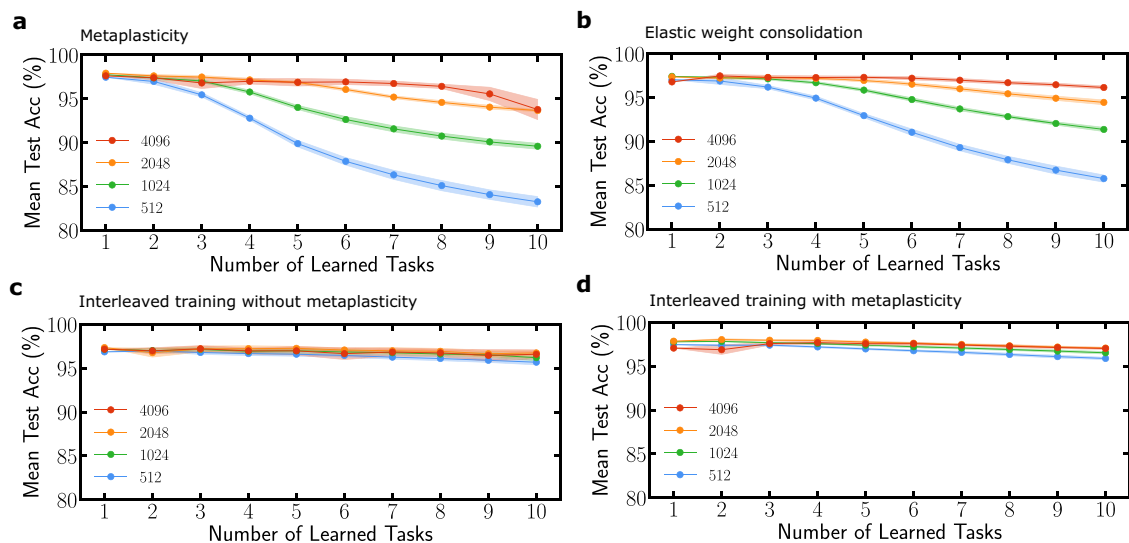 a
Metaplasticity
100
95
90
85
80
Mean Test Acc (%)
4096
2048
1024
512
1 2 3 4 5 6 7 8 9 10
Number of Learned Tasks
b
Elastic weight consolidation
100
95
90
85
80
Mean Test Acc (%)
4096
2048
1024
512
1 2 3 4 5 6 7 8 9 10
Number of Learned Tasks
c
Interleaved training without metaplasticity
100
95
90
85
80
Mean Test Acc (%)
4096
2048
1024
512
1 2 3 4 5 6 7 8 9 10
Number of Learned Tasks
d
Interleaved training with metaplasticity
100
95
90
85
80
Mean Test Acc (%)
4096
2048
1024
512
1 2 3 4 5 6 7 8 9 10
Number of Learned Tasks